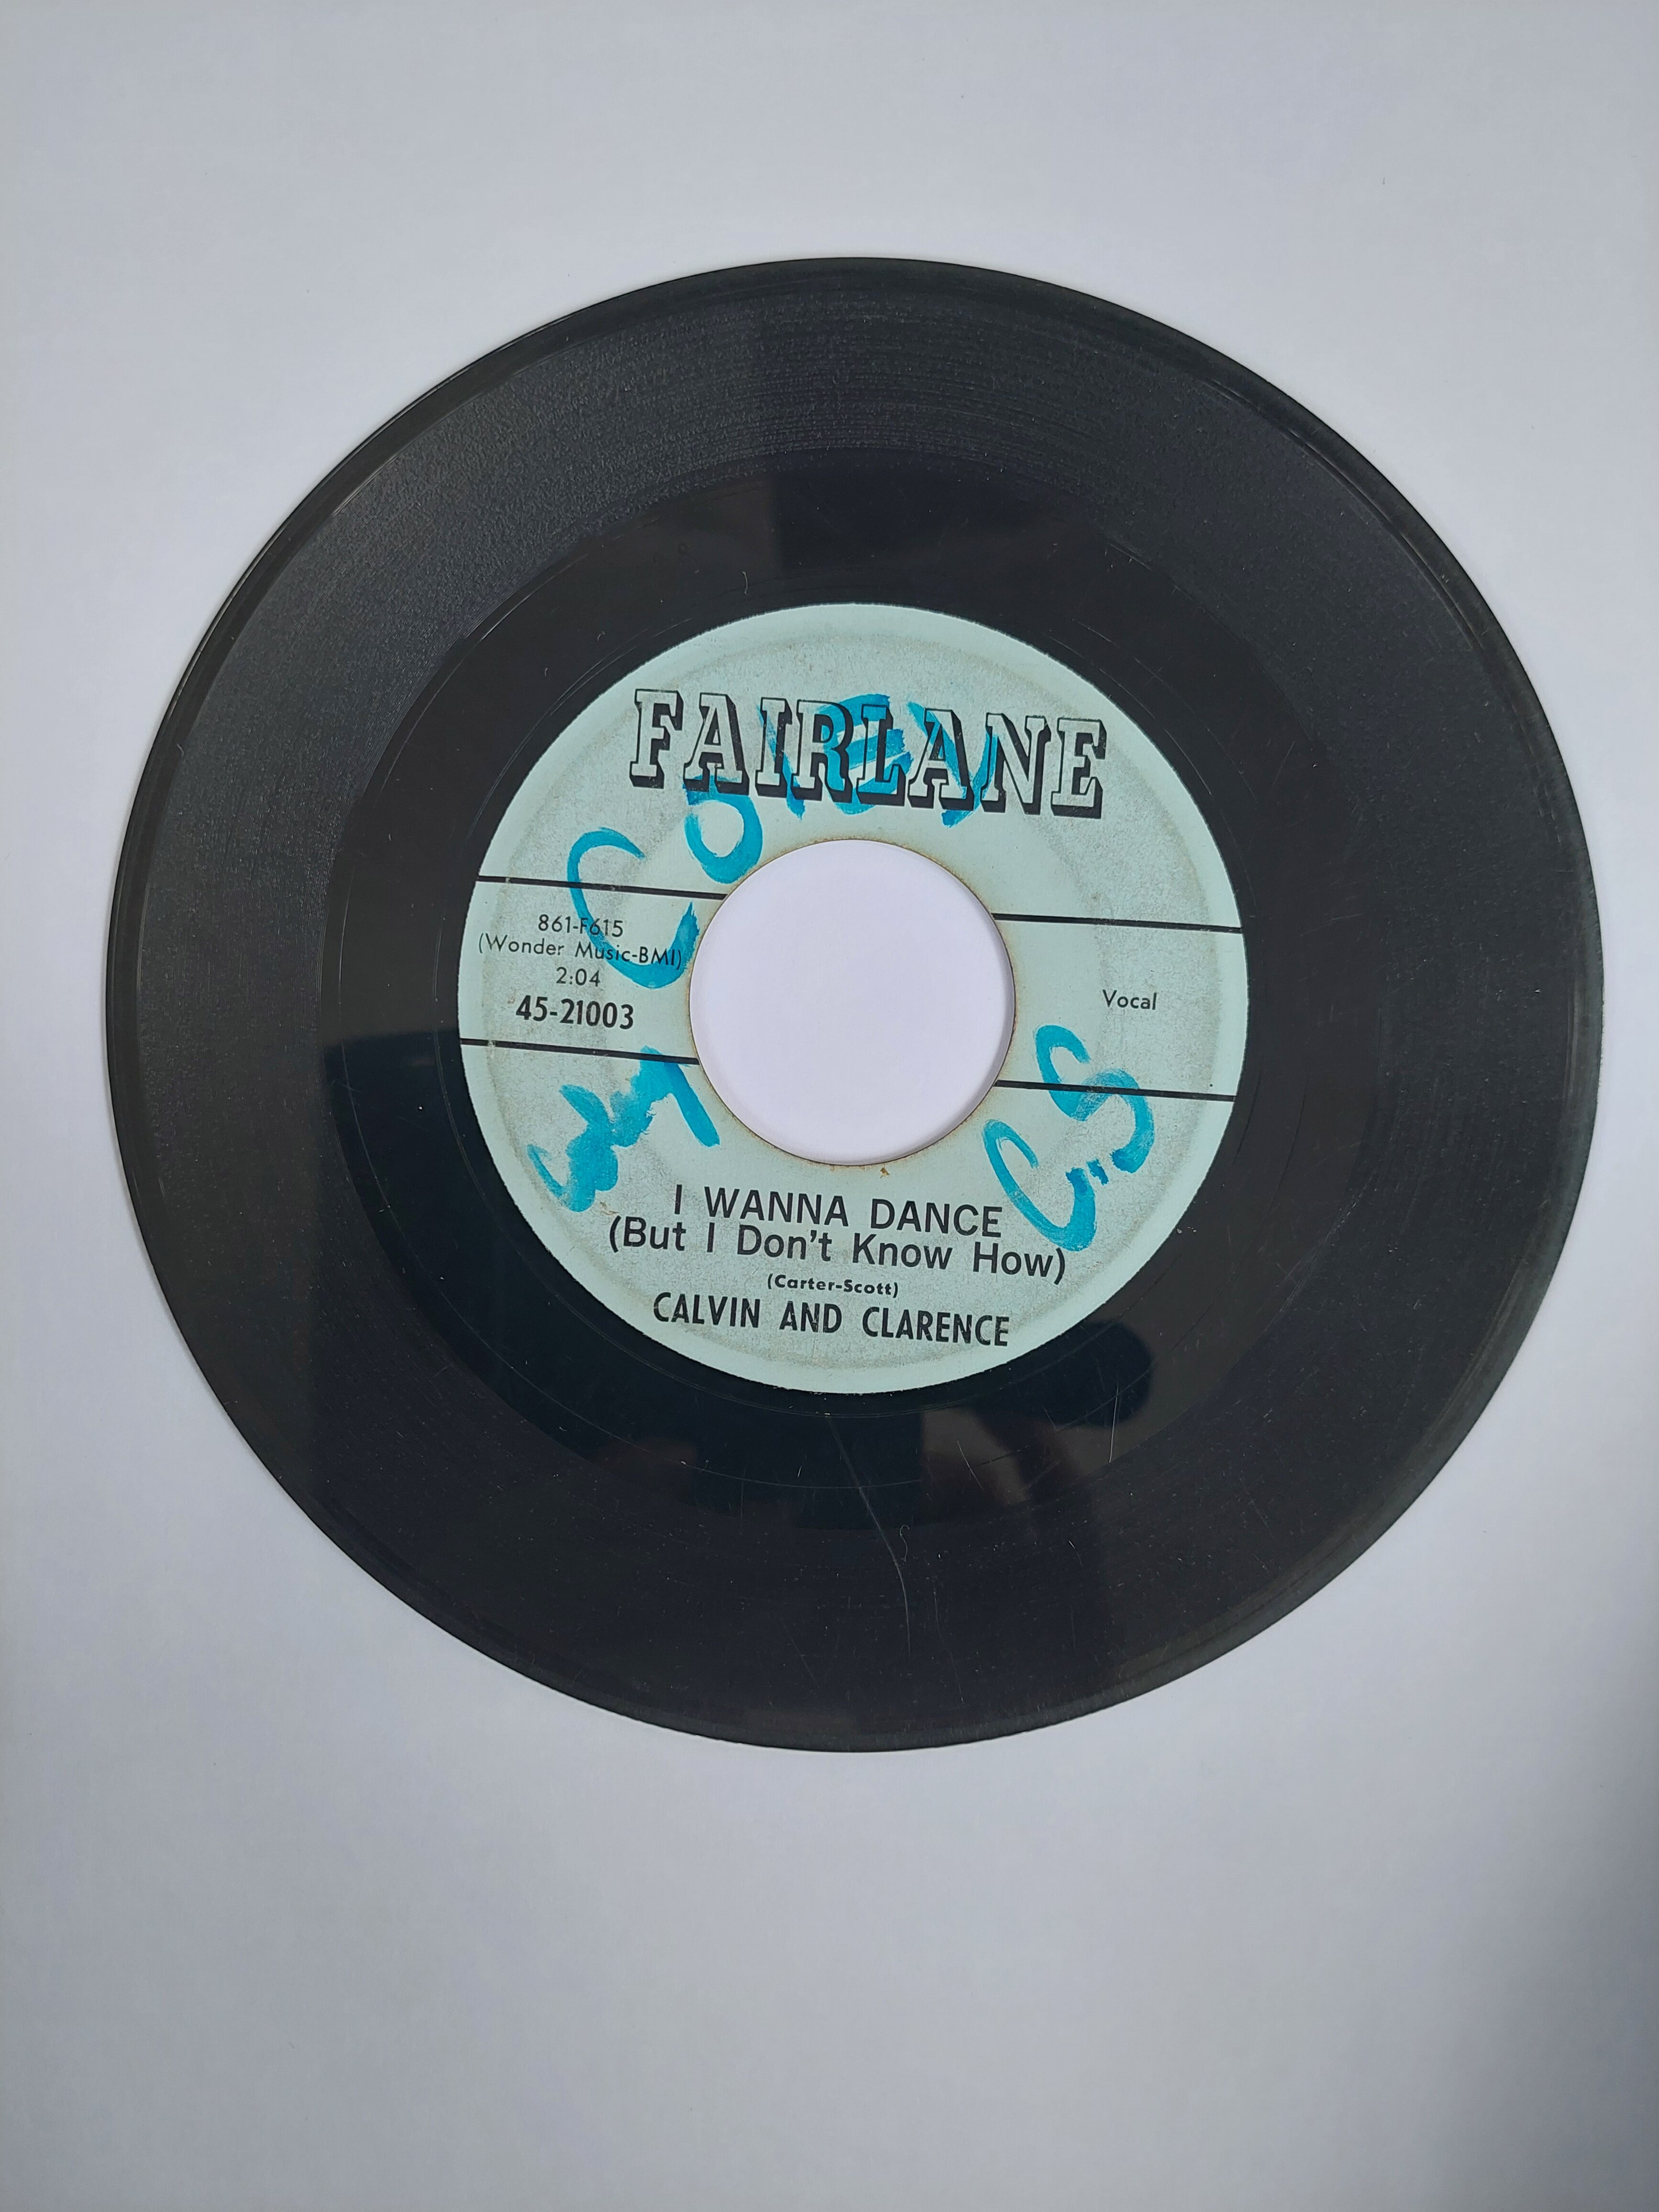 FAIRLANE
Corey
861-F615
(Wonder Music-BMI)
2:04
45-21003
Vocal
C.S
I WANNA DANCE
(But I Don't Know How)
(Carter-Scott)
CALVIN AND CLARENCE